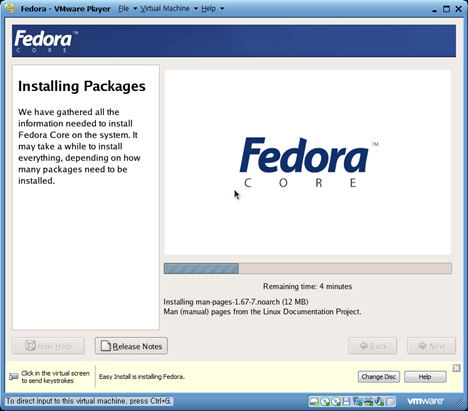 Fedora - VMware Player File Virtual Machine Help
Fedora™
CORE
Installing Packages
We have gathered all the
information needed to install
Fedora Core on the system. It
may take a while to install
everything, depending on how
many packages need to be
installed.
Fedora™
CORE
Remaining time: 4 minutes
Installing man-pages-1.67-7.noarch (12 MB)
Man (manual) pages from the Linux Documentation Project.
Hide Help Release Notes Back Next
Click in the virtual screen
to send keystrokes
Easy Install is installing Fedora.
Change Disc Help
To direct input to this virtual machine, press Ctrl+G.
vmware